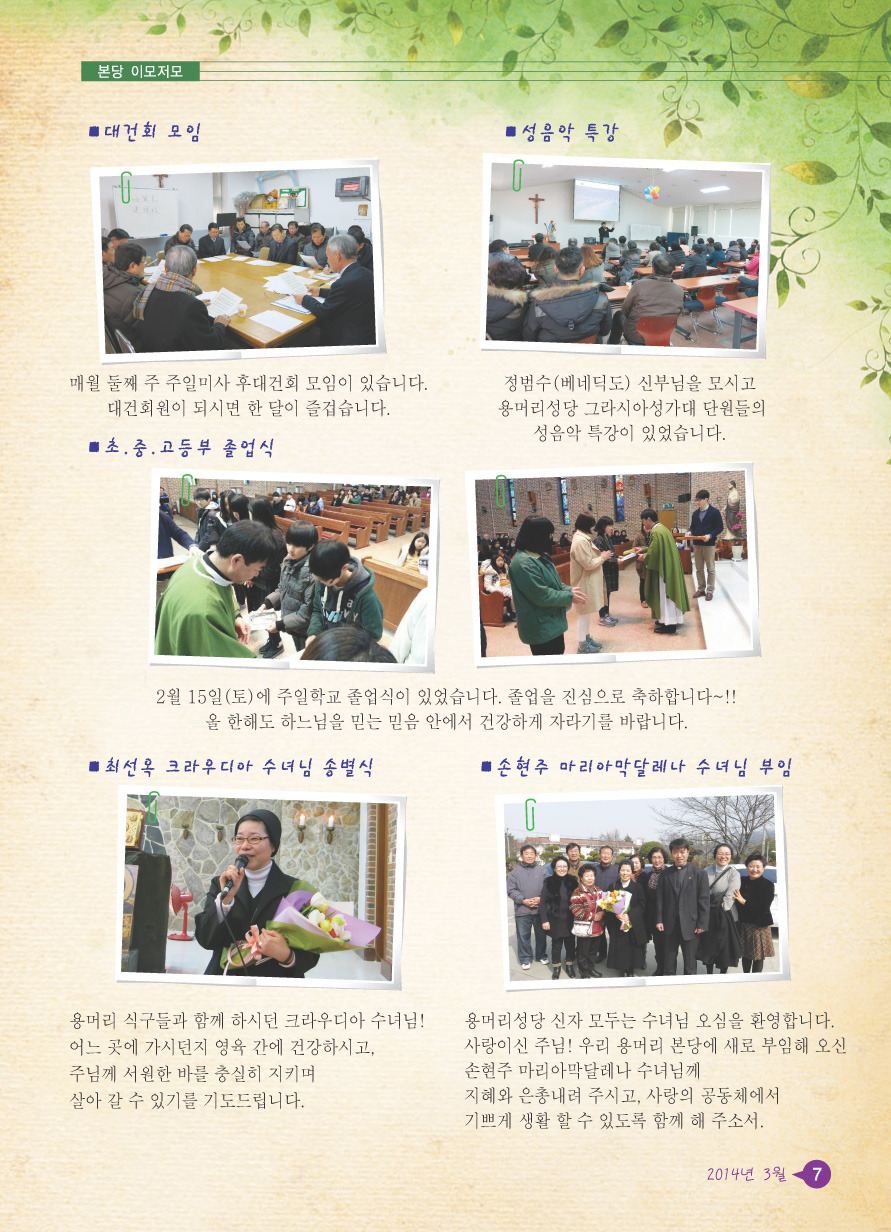 본당 이모저모
■대건회 모임
매월 둘째 주 주일미사 후대건회 모임이 있습니다.
대건회원이 되시면 한 달이 즐겁습니다.
■성음악 특강
정범수(베네딕도) 신부님을 모시고
용머리성당 그라시아성가대 단원들의
성음악 특강이 있었습니다.
■초.중.고등부 졸업식
2월 15일(토)에 주일학교 졸업식이 있었습니다. 졸업을 진심으로 축하합니다~!!
올 한해도 하느님을 믿는 믿음 안에서 건강하게 자라기를 바랍니다.
■최선옥 크라우디아 수녀님 송별식
용머리 식구들과 함께 하시던 크라우디아 수녀님!
어느 곳에 가시던지 영육 간에 건강하시고,
주님께 서원한 바를 충실히 지키며
살아 갈 수 있기를 기도드립니다.
■손현주 마리아막달레나 수녀님 부임
용머리성당 신자 모두는 수녀님 오심을 환영합니다.
사랑이신 주님! 우리 용머리 본당에 새로 부임해 오신
손현주 마리아막달레나 수녀님께
지혜와 은총내려 주시고, 사랑의 공동체에서
기쁘게 생활 할 수 있도록 함께 해 주소서.
2014년 3월 7